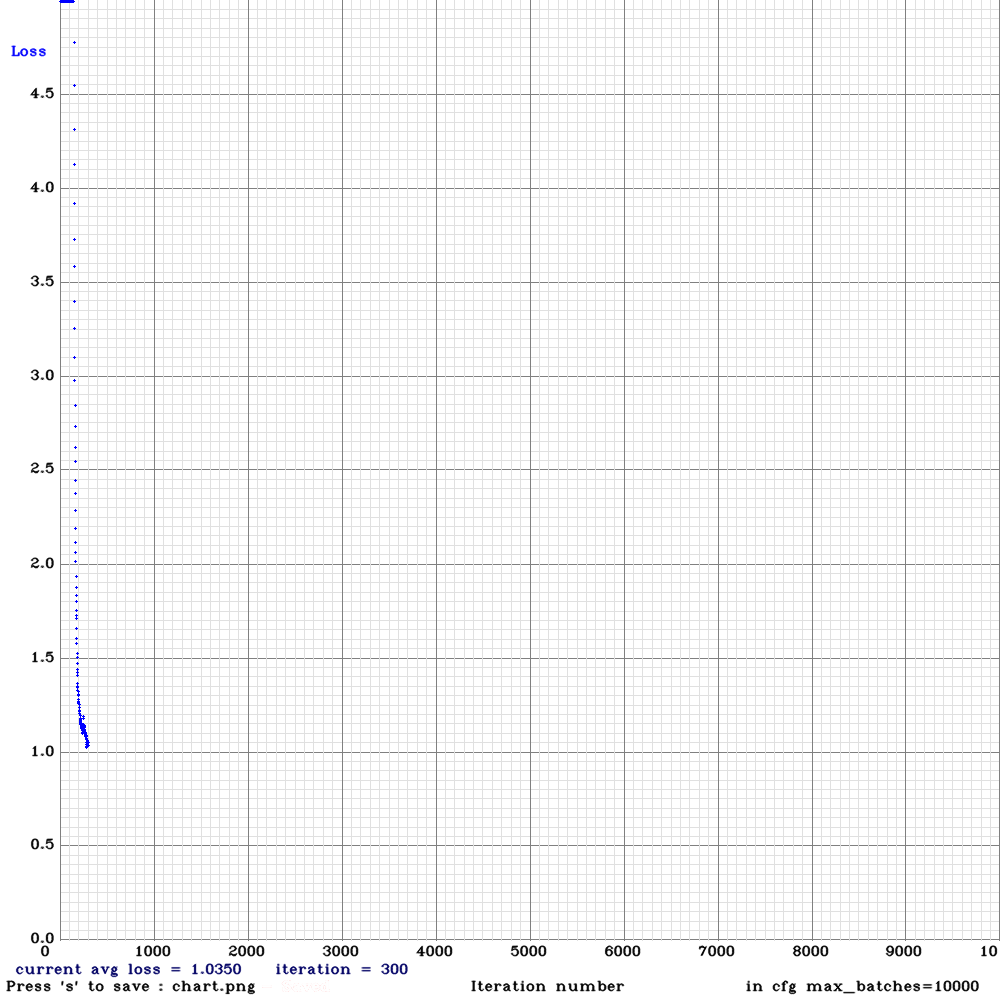 Loss
4.5
4.0
3.5
3.0
2.5
2.0
1.5
1.0
0.5
0.0
0 1000 2000 3000 4000 5000 6000 7000 8000 9000 10
current avg loss = 1.0350 iteration = 300
Press 's' to save : chart.png Iteration number in cfg max_batches=10000